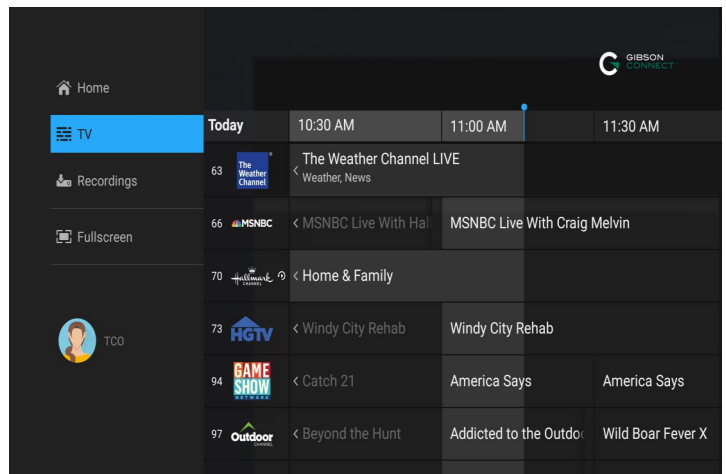 GIBSON
CONNECT
Home
TV
Recordings
Fullscreen
TCO
Today 10:30 AM 11:00 AM 11:30 AM
63 The Weather Channel < The Weather Channel LIVE
Weather, News
66 MSNBC < MSNBC Live With Hal MSNBC Live With Craig Melvin
70 Hallmark CHANNEL < Home & Family
73 HGTV < Windy City Rehab Windy City Rehab
94 GAME SHOW NETWORK < Catch 21 America Says America Says
97 Outdoor CHANNEL < Beyond the Hunt Addicted to the Outdoo Wild Boar Fever X